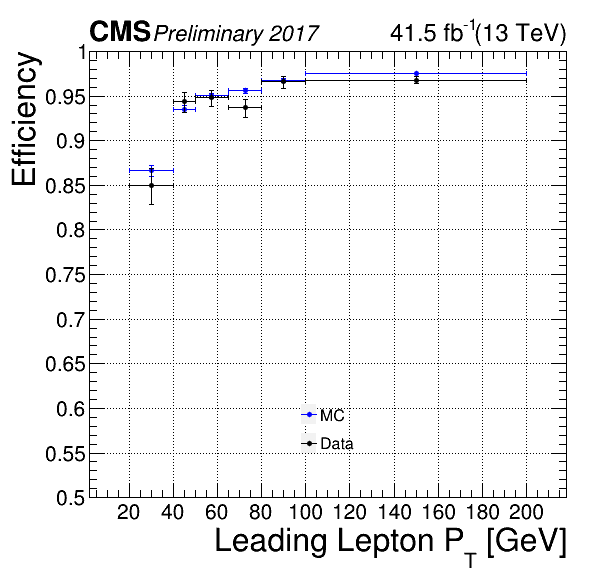 CMS Preliminary 2017 41.5 fb⁻¹(13 TeV)
Efficiency
1
0.95
0.9
0.85
0.8
0.75
0.7
0.65
0.6
0.55
0.5
MC
Data
20 40 60 80 100 120 140 160 180 200
Leading Lepton P_T [GeV]